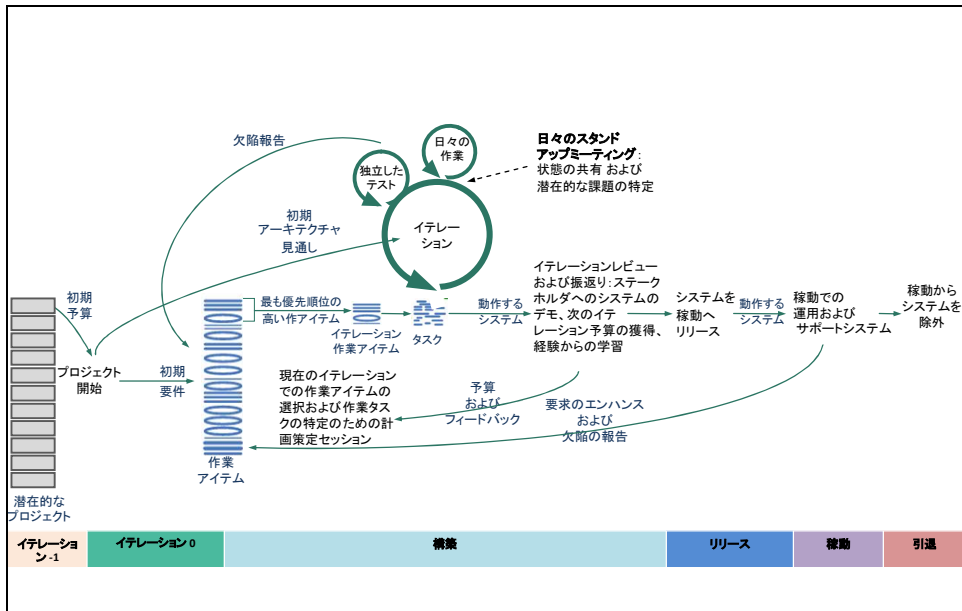 欠陥報告
日々の
作業
独立した
テスト
日々のスタンド
アップミーティング:
状態の共有 および
潜在的な課題の特定
初期
アーキテクチャ
見通し
イテレー
ション
初期
予算
最も優先順位の
高い作アイテム
イテレーション
作業アイテム
タスク
動作する
システム
イテレーションレビュー
および振返り:ステーク
ホルダへのシステムの
デモ、次のイテ
レーション予算の獲得、
経験からの学習
システムを
稼動へ
リリース
動作する
システム
稼動での
運用および
サポートシステム
稼動から
システムを
除外
プロジェクト
開始
初期
要件
現在のイテレーション
での作業アイテムの
選択および作業タス
クの特定のための計
画策定セッション
予算
および
フィードバック
要求のエンハンス
および
欠陥の報告
作業
アイテム
潜在的な
プロジェクト
イテレーショ
ン -1
イテレーション 0
構築
リリース
稼動
引退